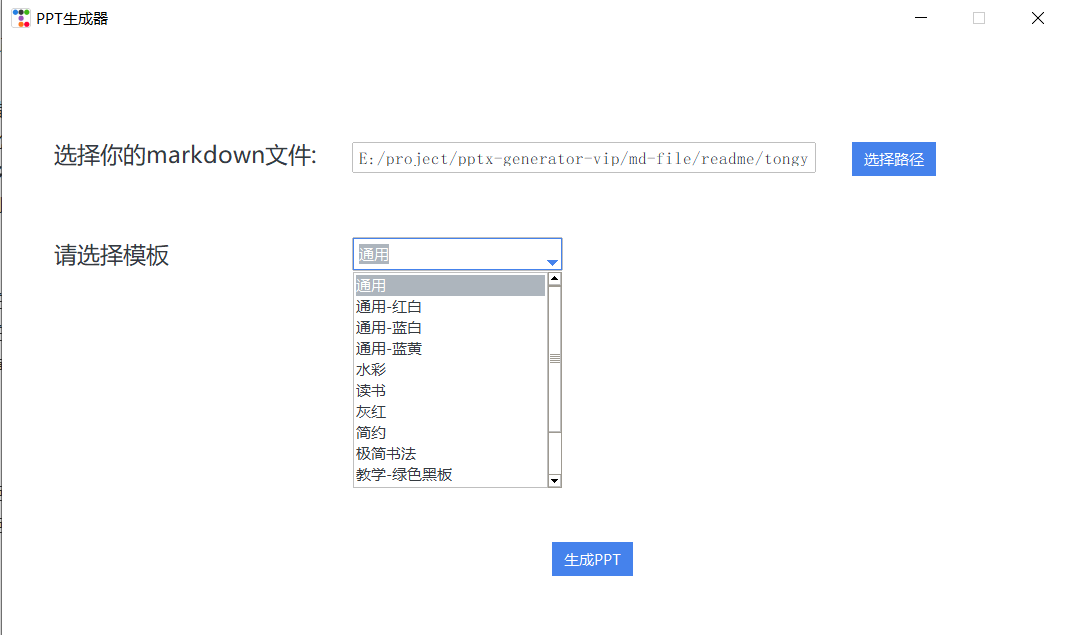 PPT生成器
选择你的markdown文件:
E:/project/pptx-generator-vip/md-file/readme/tongy
选择路径
请选择模板
通用
通用
通用-红白
通用-蓝白
通用-蓝黄
水彩
读书
灰红
简约
极简书法
教学-绿色黑板
生成PPT